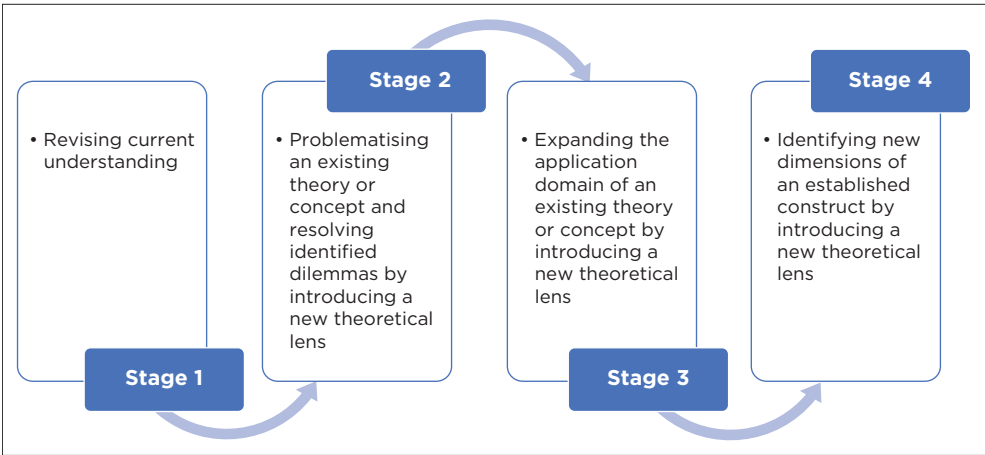 Stage 1
• Revising current
understanding
Stage 2
• Problematising
an existing
theory or
concept and
resolving
identified
dilemmas by
introducing a
new theoretical
lens
Stage 3
• Expanding the
application
domain of an
existing theory
or concept by
introducing a
new theoretical
lens
Stage 4
• Identifying new
dimensions of
an established
construct by
introducing a
new theoretical
lens